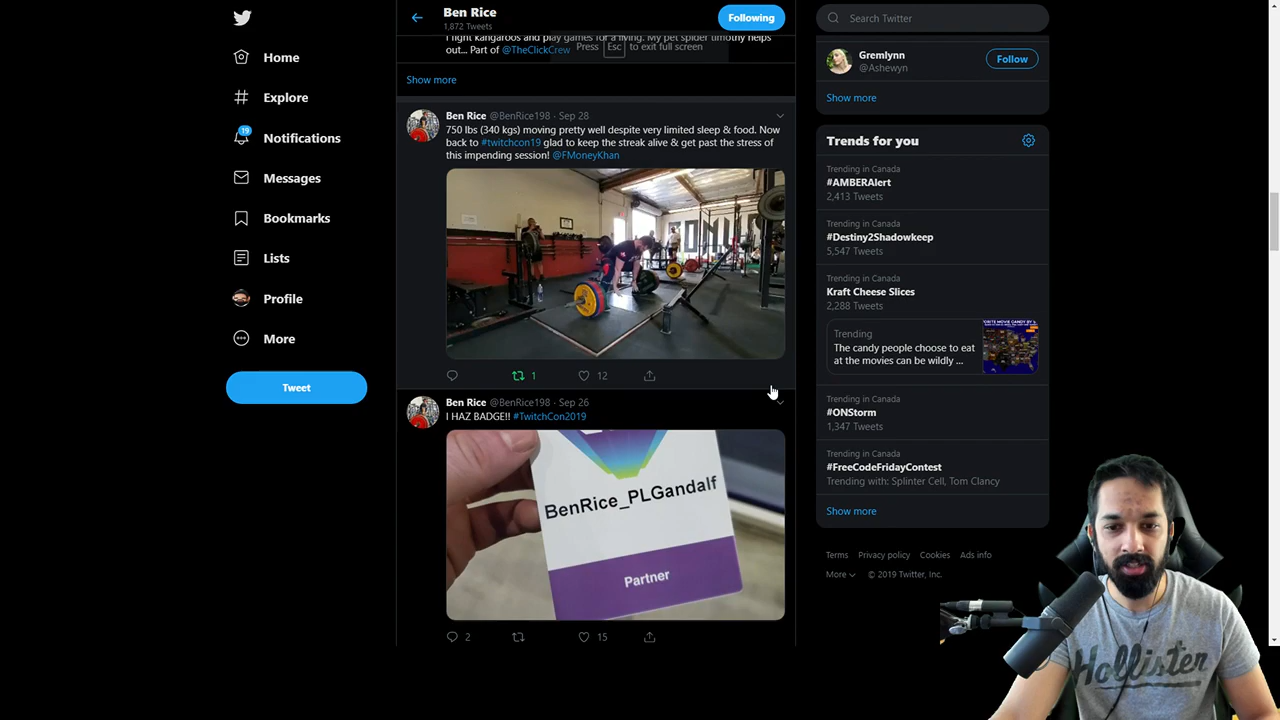 Home
Explore
19
Notifications
Messages
Bookmarks
Lists
Profile
More
Tweet
Ben Rice
1,872 Tweets
Following
I fight kangaroos and play games for a living. My pet spider timothy helps
out... Part of @TheClickCrew
Press Esc to exit full screen
Show more
Ben Rice @BenRice198 · Sep 28
750 lbs (340 kgs) moving pretty well despite very limited sleep & food. Now
back to #twitchcon19 glad to keep the streak alive & get past the stress of
this impending session! @FMoneyKhan
1
12
Ben Rice @BenRice198 · Sep 26
I HAZ BADGE!! #TwitchCon2019
BenRice_PLGandalf
Partner
2
15
Search Twitter
Gremlynn
@Ashewyn
Follow
Show more
Trends for you
Trending in Canada
#AMBERAlert
2,413 Tweets
Trending in Canada
#Destiny2Shadowkeep
5,547 Tweets
Trending in Canada
Kraft Cheese Slices
2,288 Tweets
Trending
The candy people choose to eat
at the movies can be wildly ...
Trending in Canada
#ONStorm
1,347 Tweets
Trending in Canada
#FreeCodeFridayContest
Trending with: Splinter Cell, Tom Clancy
Show more
Terms Privacy policy Cookies Ads info
More © 2019 Twitter, Inc.
Hollister